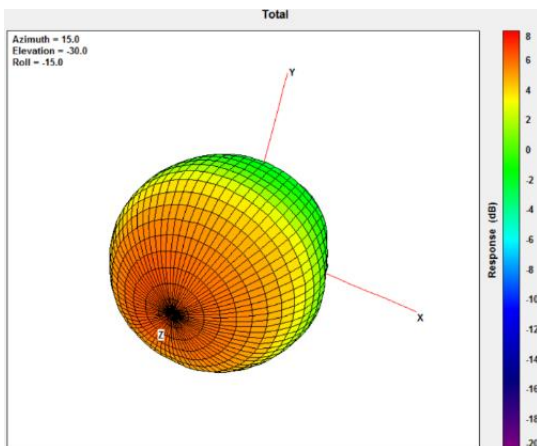 Total
Azimuth = 15.0
Elevation = -30.0
Roll = -15.0
Y
X
Z
8
6
4
2
0
-2
-4
-6
-8
-10
-12
-14
-16
-18
-20
Response (dB)